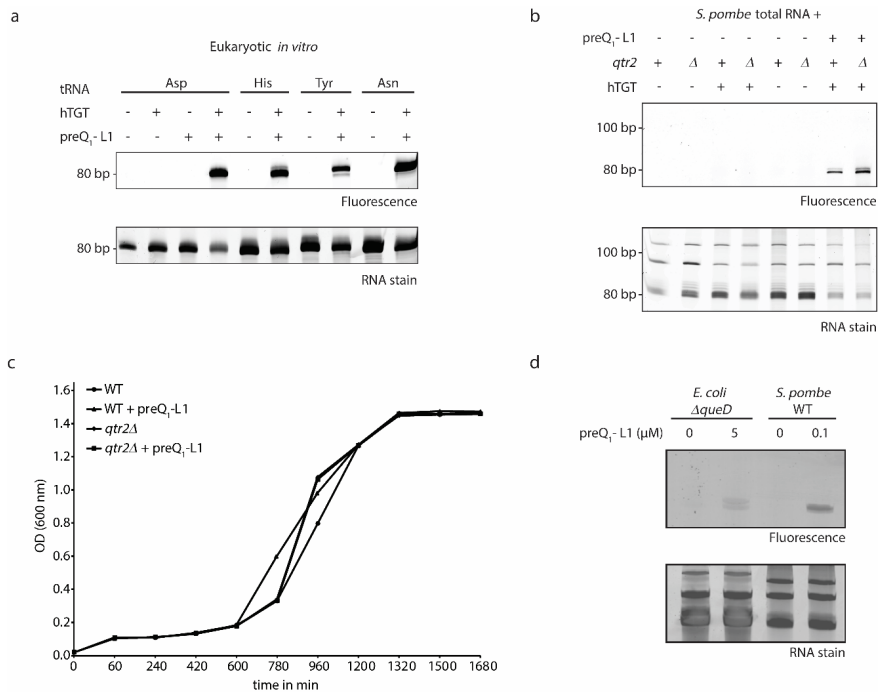 a
Eukaryotic in vitro
tRNA Asp His Tyr Asn
hTGT - + - + - + - + - +
preQ1- L1 - - + + - + - + - +
80 bp
Fluorescence
80 bp
RNA stain
b
S. pombe total RNA +
preQ1- L1 - - - - - - + +
qtr2 + Δ + Δ + Δ + Δ
hTGT - - + + - - + +
100 bp
80 bp
Fluorescence
100 bp
80 bp
RNA stain
c
OD (600 nm)
1.6
1.4
1.2
1.0
0.8
0.6
0.4
0.2
0.0
WT
WT + preQ1-L1
qtr2Δ
qtr2Δ + preQ1-L1
0 60 240 420 600 780 960 1200 1320 1500 1680
time in min
d
E. coli S. pombe
ΔqueD WT
preQ1- L1 (μM) 0 5 0 0.1
Fluorescence
RNA stain